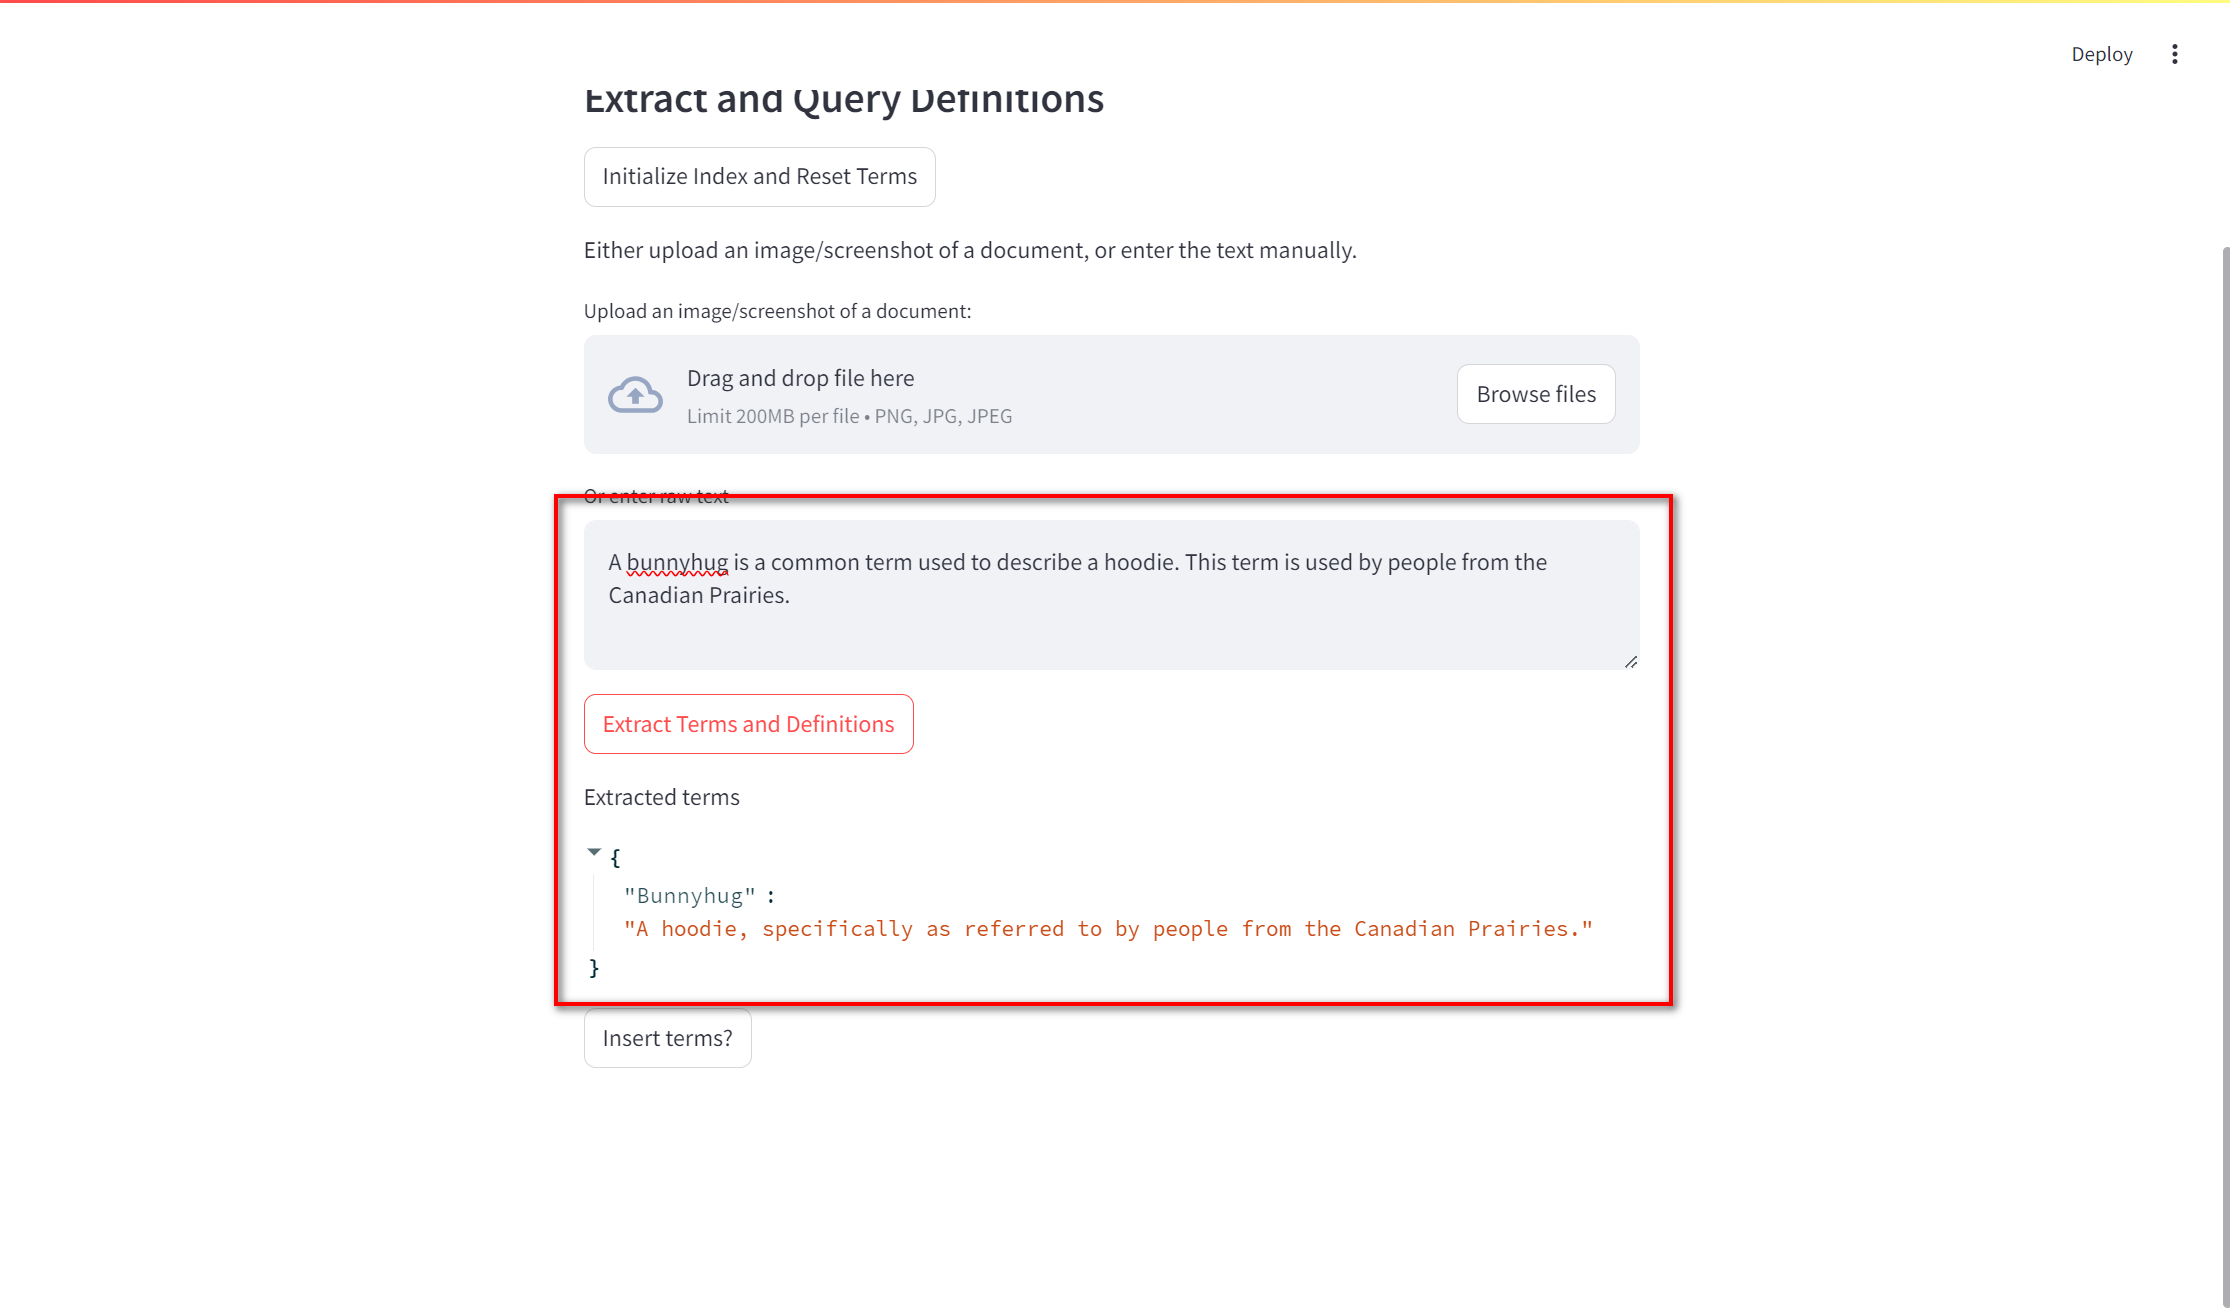 Deploy
Extract and Query Definitions
Initialize Index and Reset Terms
Either upload an image/screenshot of a document, or enter the text manually.
Upload an image/screenshot of a document:
Drag and drop file here
Limit 200MB per file • PNG, JPG, JPEG
Browse files
Or enter raw text
A bunnyhug is a common term used to describe a hoodie. This term is used by people from the
Canadian Prairies.
Extract Terms and Definitions
Extracted terms
{
"Bunnyhug" :
"A hoodie, specifically as referred to by people from the Canadian Prairies."
}
Insert terms?